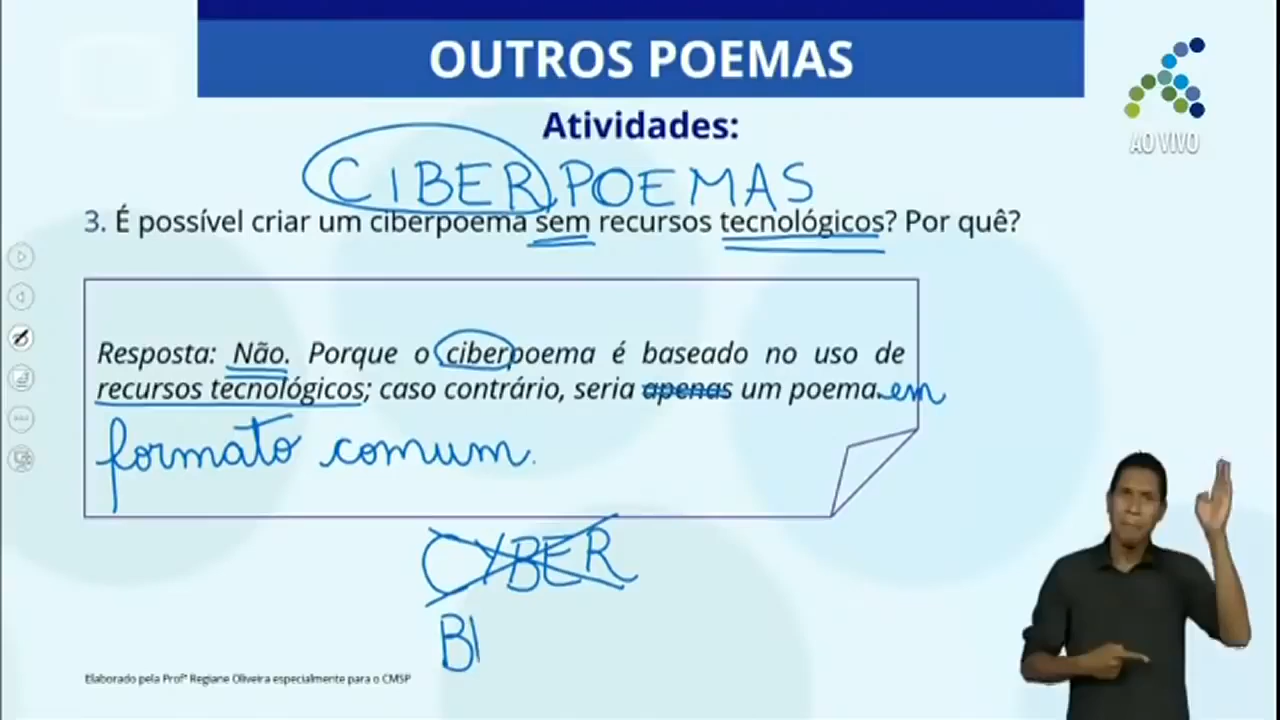 OUTROS POEMAS
AO VIVO
Atividades:
CIBERPOEMAS
3. É possível criar um ciberpoema sem recursos tecnológicos? Por quê?
Resposta: Não. Porque o ciberpoema é baseado no uso de
recursos tecnológicos; caso contrário, seria apenas um poema. em
formato comum.
CYBER
BI
Elaborado pela Profª Regiane Oliveira especialmente para o CMSP